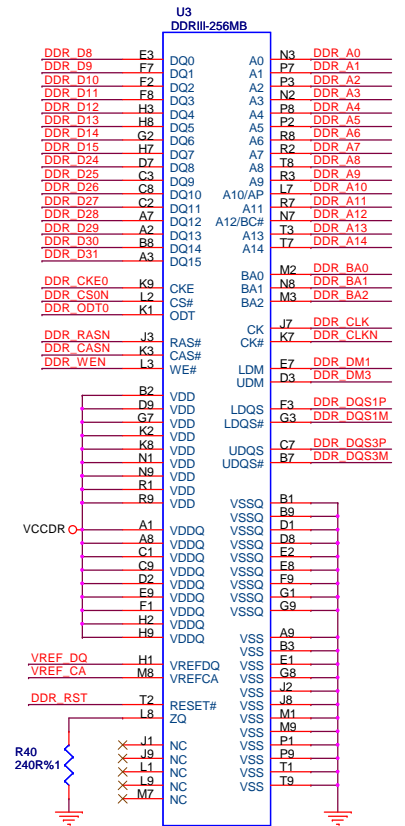 U3
DDRIII-256MB
DDR_D8 E3 DQ0 A0 N3 DDR_A0
DDR_D9 F7 DQ1 A1 P7 DDR_A1
DDR_D10 F2 DQ2 A2 P3 DDR_A2
DDR_D11 F8 DQ3 A3 N2 DDR_A3
DDR_D12 H3 DQ4 A4 P8 DDR_A4
DDR_D13 H8 DQ5 A5 P2 DDR_A5
DDR_D14 G2 DQ6 A6 R8 DDR_A6
DDR_D15 H7 DQ7 A7 R2 DDR_A7
DDR_D24 D7 DQ8 A8 T8 DDR_A8
DDR_D25 C3 DQ9 A9 R3 DDR_A9
DDR_D26 C8 DQ10 A10/AP L7 DDR_A10
DDR_D27 C2 DQ11 A11 R7 DDR_A11
DDR_D28 A7 DQ12 A12/BC# N7 DDR_A12
DDR_D29 A2 DQ13 A13 T3 DDR_A13
DDR_D30 B8 DQ14 A14 T7 DDR_A14
DDR_D31 A3 DQ15
BA0 M2 DDR_BA0
DDR_CKE0 K9 CKE BA1 N8 DDR_BA1
DDR_CS0N L2 CS# BA2 M3 DDR_BA2
DDR_ODT0 K1 ODT
CK J7 DDR_CLK
DDR_RASN J3 RAS# CK# K7 DDR_CLKN
DDR_CASN K3 CAS#
DDR_WEN L3 WE# LDM E7 DDR_DM1
UDM D3 DDR_DM3
B2 VDD
D9 VDD LDQS F3 DDR_DQS1P
G7 VDD LDQS# G3 DDR_DQS1M
K2 VDD
K8 VDD UDQS C7 DDR_DQS3P
N1 VDD UDQS# B7 DDR_DQS3M
N9 VDD
R1 VDD
R9 VDD VSSQ B1
VSSQ B9
VCCDR A1 VDDQ VSSQ D1
A8 VDDQ VSSQ D8
C1 VDDQ VSSQ E2
C9 VDDQ VSSQ E8
D2 VDDQ VSSQ F9
E9 VDDQ VSSQ G1
F1 VDDQ VSSQ G9
H2 VDDQ
H9 VDDQ VSS A9
VSS B3
VREF_DQ H1 VREFDQ VSS E1
VREF_CA M8 VREFCA VSS G8
VSS J2
DDR_RST T2 RESET# VSS J8
L8 ZQ VSS M1
VSS M9
J1 NC VSS P1
J9 NC VSS P9
L1 NC VSS T1
L9 NC VSS T9
M7 NC
R40
240R%1